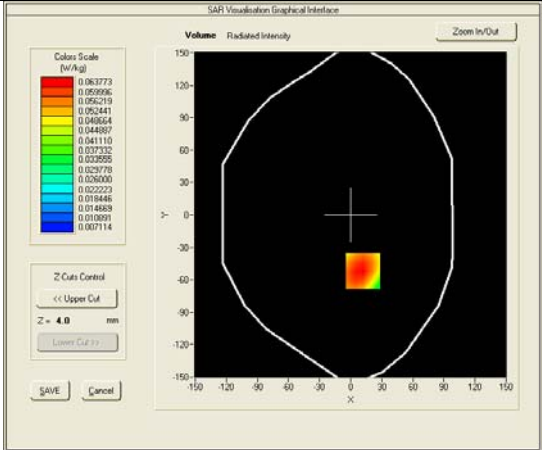 SAR Visualisation Graphical Interface
Volume Radiated Intensity
Zoom In/Out
Colors Scale
(W/kg)
0.063773
0.059996
0.056219
0.052441
0.048664
0.044887
0.041110
0.037332
0.033555
0.029778
0.026000
0.022223
0.018446
0.014669
0.010891
0.007114
Z Cuts Control
<< Upper Cut
Z = 4.0 mm
Lower Cut >>
SAVE Cancel
150-
120-
90-
60-
30-
0-
-30-
-60-
-90-
-120-
-150-
Y
-150 -120 -90 -60 -30 0 30 60 90 120 150
X